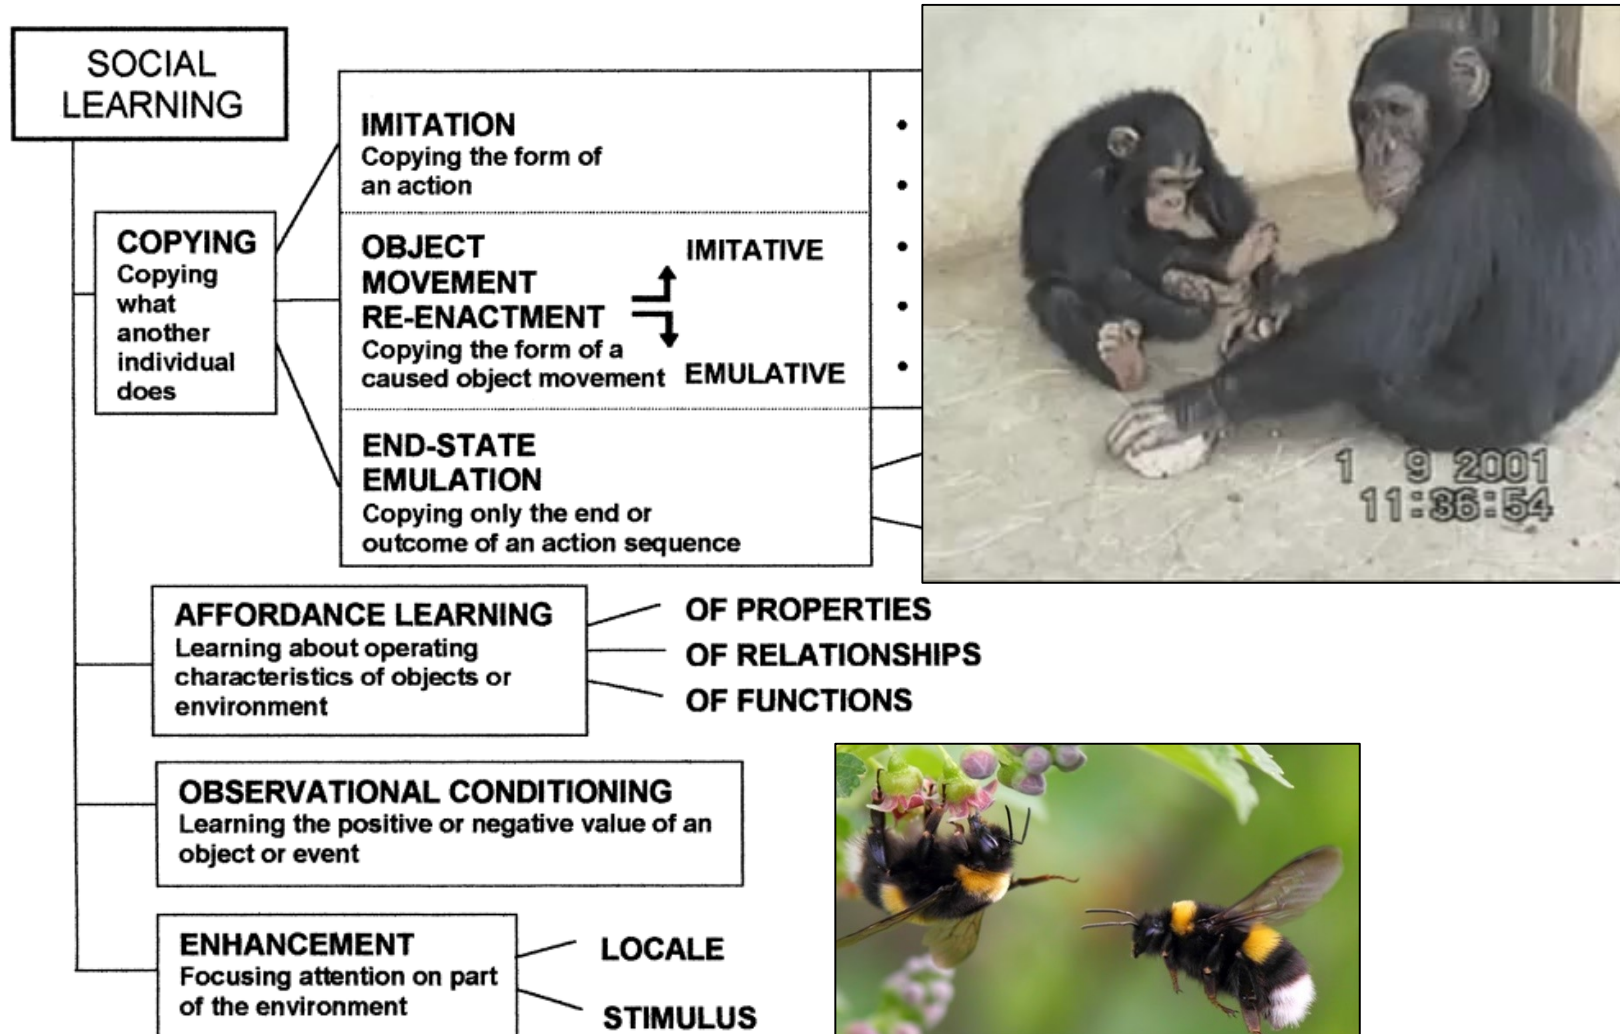 SOCIAL
LEARNING
COPYING
Copying
what
another
individual
does
IMITATION
Copying the form of
an action
OBJECT
MOVEMENT
RE-ENACTMENT
Copying the form of a
caused object movement
IMITATIVE
EMULATIVE
END-STATE
EMULATION
Copying only the end or
outcome of an action sequence
1 9 2001
11:36:54
AFFORDANCE LEARNING
Learning about operating
characteristics of objects or
environment
OF PROPERTIES
OF RELATIONSHIPS
OF FUNCTIONS
OBSERVATIONAL CONDITIONING
Learning the positive or negative value of an
object or event
ENHANCEMENT
Focusing attention on part
of the environment
LOCALE
STIMULUS